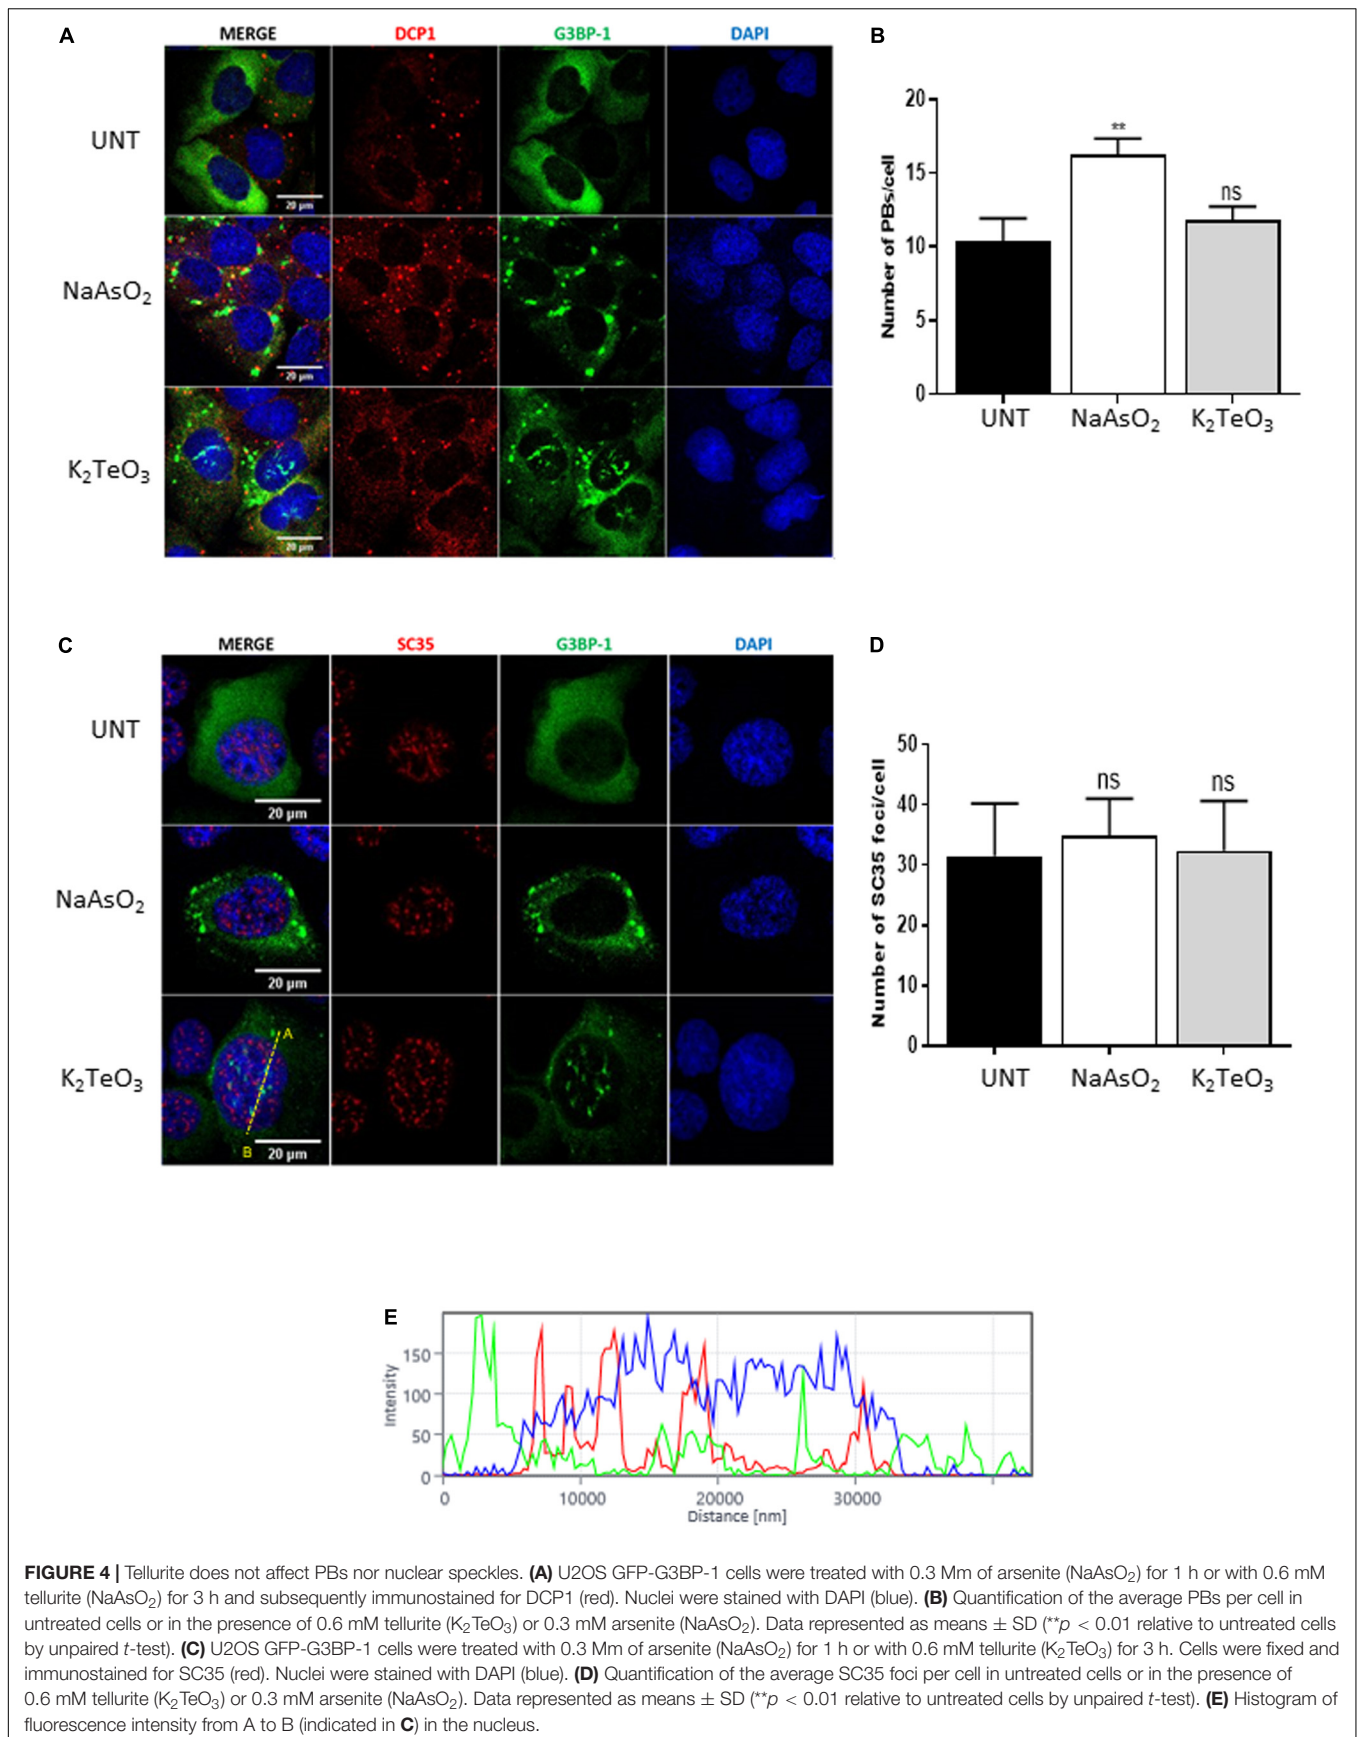 A
MERGE DCP1 G3BP-1 DAPI
UNT
20 µm
NaAsO₂
20 µm
K₂TeO₃
20 µm
B
Number of PBs/cell
20
15
10
5
0
**
ns
UNT NaAsO₂ K₂TeO₃
C
MERGE SC35 G3BP-1 DAPI
UNT
20 µm
NaAsO₂
20 µm
K₂TeO₃
A
B
20 µm
D
Number of SC35 foci/cell
50
40
30
20
10
0
ns
ns
UNT NaAsO₂ K₂TeO₃
E
Intensity
150
100
50
0
0 10000 20000 30000
Distance [nm]
FIGURE 4 | Tellurite does not affect PBs nor nuclear speckles. (A) U2OS GFP-G3BP-1 cells were treated with 0.3 Mm of arsenite (NaAsO₂) for 1 h or with 0.6 mM
tellurite (NaAsO₂) for 3 h and subsequently immunostained for DCP1 (red). Nuclei were stained with DAPI (blue). (B) Quantification of the average PBs per cell in
untreated cells or in the presence of 0.6 mM tellurite (K₂TeO₃) or 0.3 mM arsenite (NaAsO₂). Data represented as means ± SD (**p < 0.01 relative to untreated cells
by unpaired t-test). (C) U2OS GFP-G3BP-1 cells were treated with 0.3 Mm of arsenite (NaAsO₂) for 1 h or with 0.6 mM tellurite (K₂TeO₃) for 3 h. Cells were fixed and
immunostained for SC35 (red). Nuclei were stained with DAPI (blue). (D) Quantification of the average SC35 foci per cell in untreated cells or in the presence of
0.6 mM tellurite (K₂TeO₃) or 0.3 mM arsenite (NaAsO₂). Data represented as means ± SD (**p < 0.01 relative to untreated cells by unpaired t-test). (E) Histogram of
fluorescence intensity from A to B (indicated in C) in the nucleus.